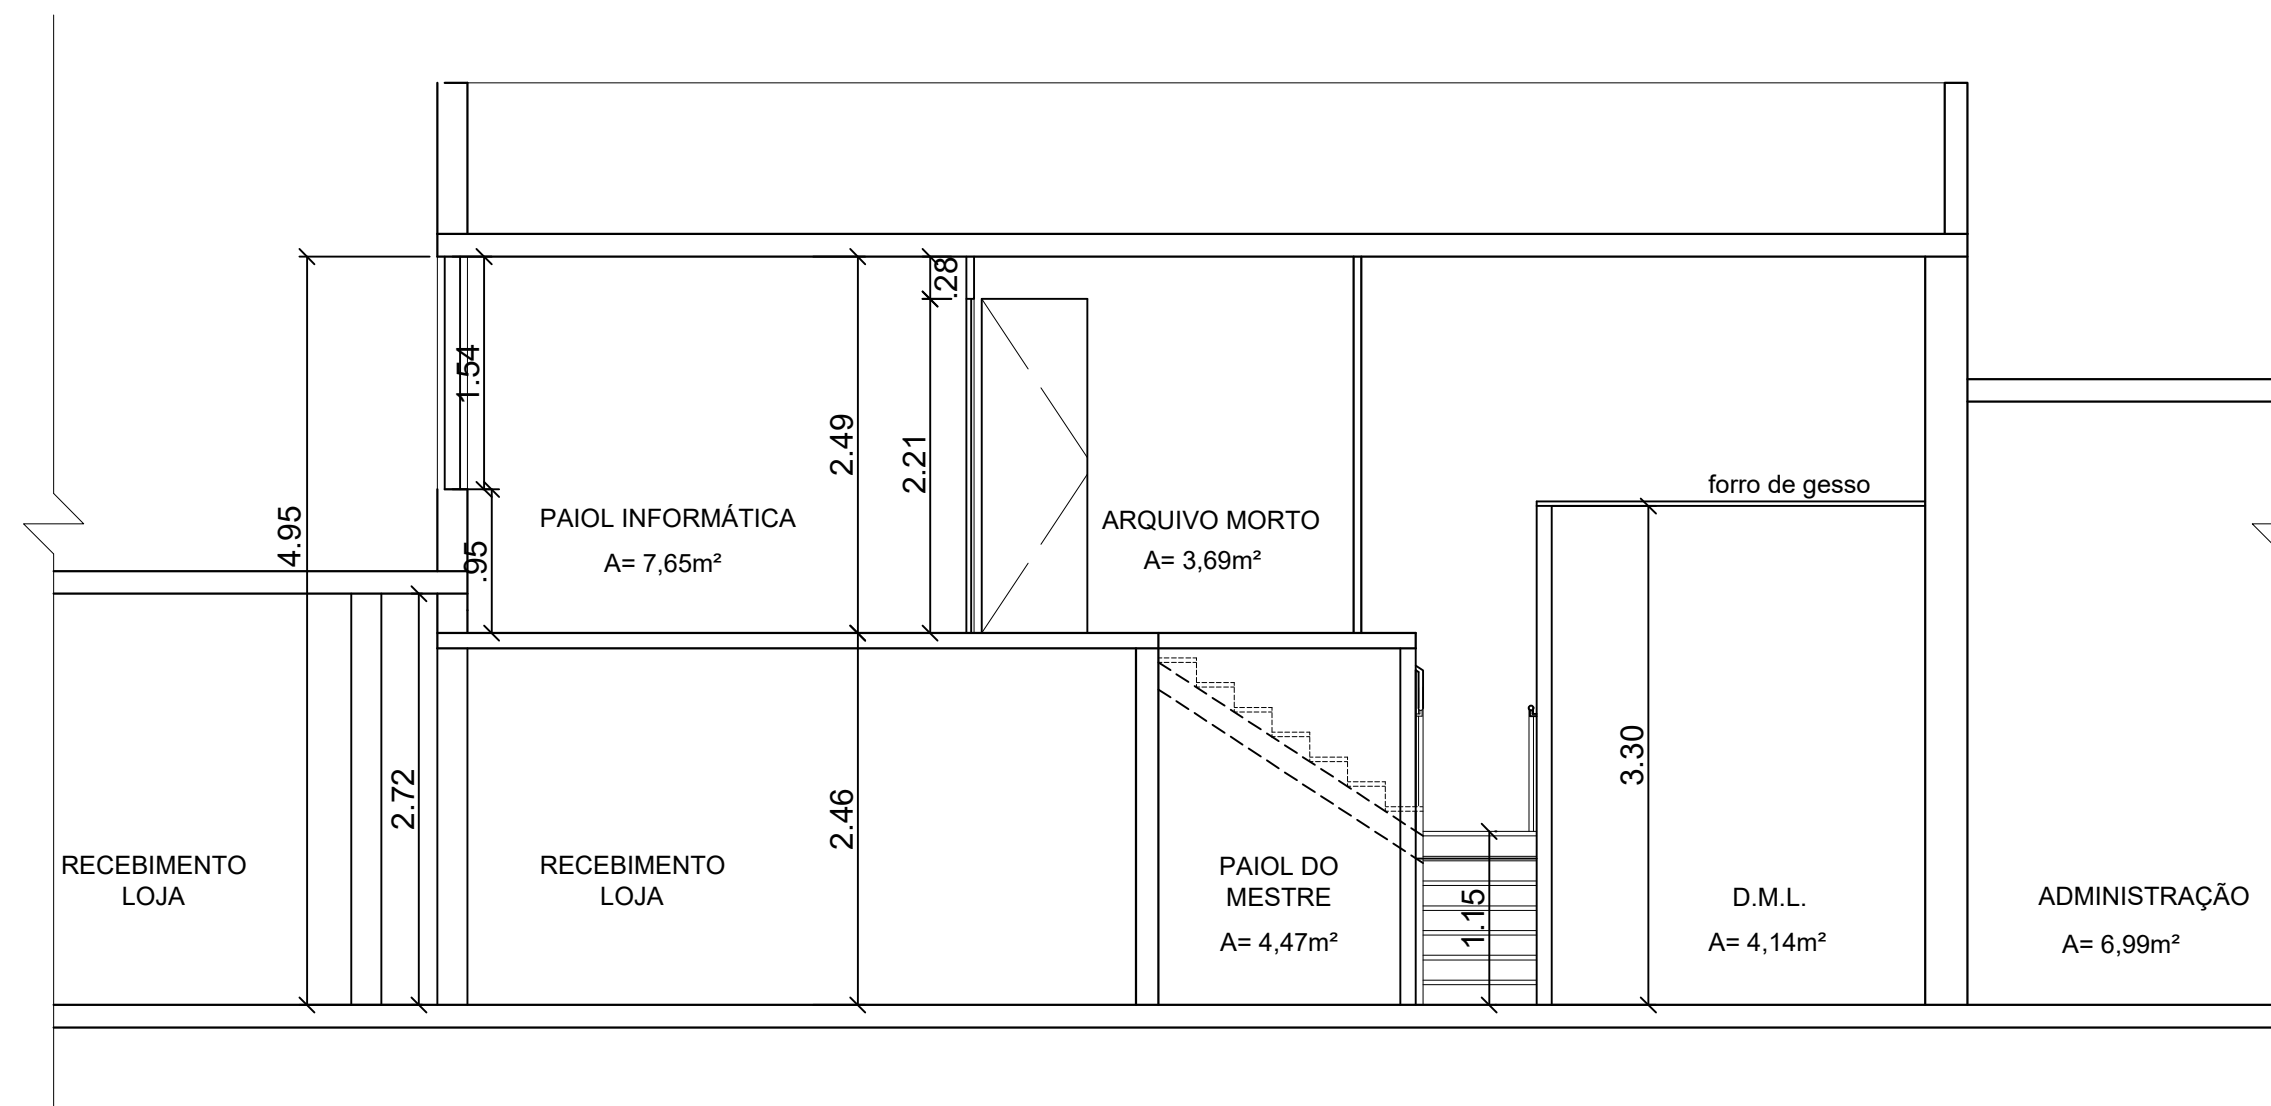 .28
1.54
2.49
2.21
forro de gesso
4.95
PAIOL INFORMÁTICA
A= 7,65m²
ARQUIVO MORTO
A= 3,69m²
.95
3.30
2.72
2.46
RECEBIMENTO
LOJA
RECEBIMENTO
LOJA
PAIOL DO
MESTRE
A= 4,47m²
1.15
D.M.L.
A= 4,14m²
ADMINISTRAÇÃO
A= 6,99m²